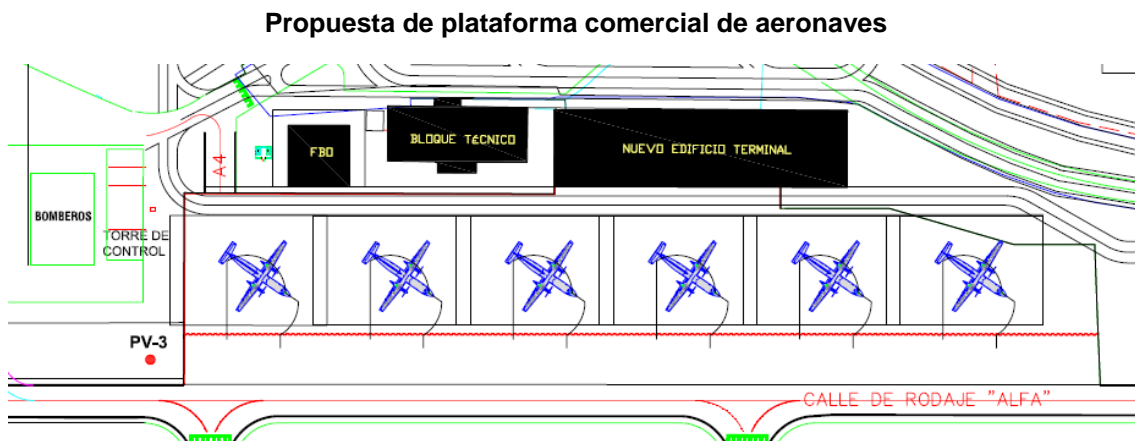 Propuesta de plataforma comercial de aeronaves
FBO
BLOQUE TéCNICO
NUEVO EDIFICIO TERMINAL
A4
BOMBEROS
TORRE DE
CONTROL
PV-3
CALLE DE RODAJE "ALFA"